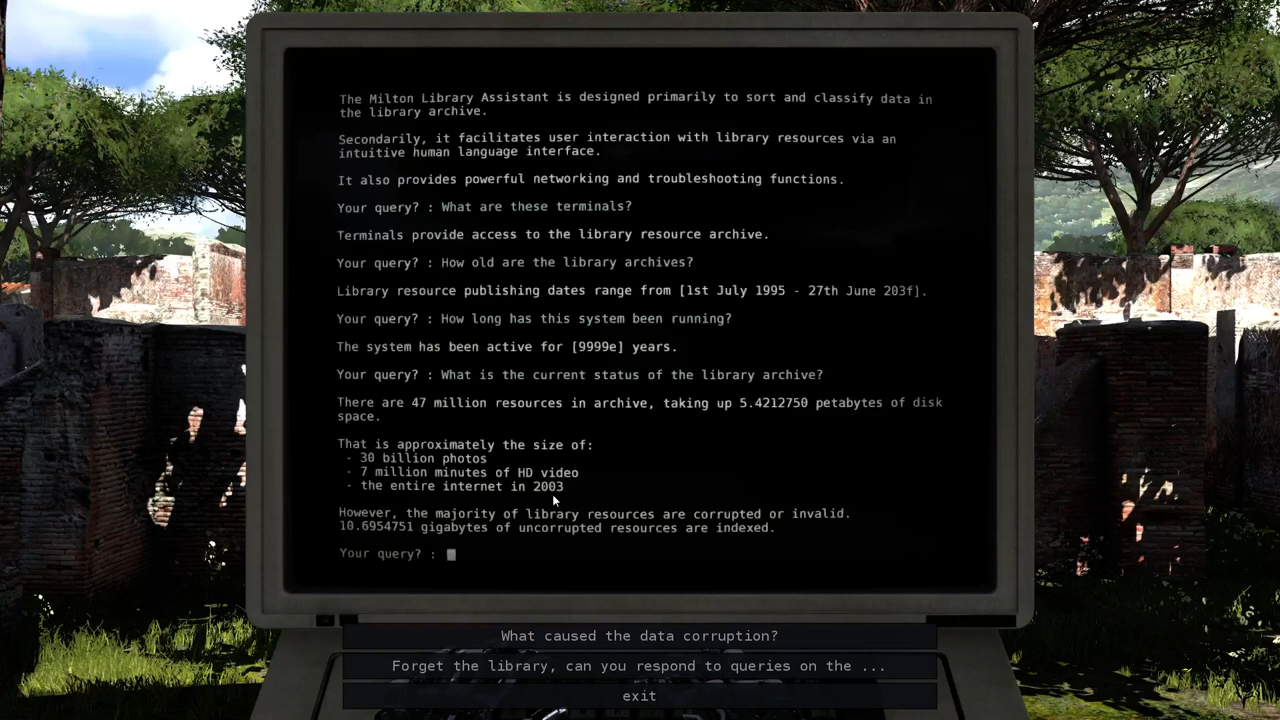 The Milton Library Assistant is designed primarily to sort and classify data in
the library archive.
Secondarily, it facilitates user interaction with library resources via an
intuitive human language interface.
It also provides powerful networking and troubleshooting functions.
Your query? : What are these terminals?
Terminals provide access to the library resource archive.
Your query? : How old are the library archives?
Library resource publishing dates range from [1st July 1995 - 27th June 203f].
Your query? : How long has this system been running?
The system has been active for [9999e] years.
Your query? : What is the current status of the library archive?
There are 47 million resources in archive, taking up 5.4212750 petabytes of disk
space.
That is approximately the size of:
- 30 billion photos
- 7 million minutes of HD video
- the entire internet in 2003
However, the majority of library resources are corrupted or invalid.
10.6954751 gigabytes of uncorrupted resources are indexed.
Your query? :
What caused the data corruption?
Forget the library, can you respond to queries on the ...
exit